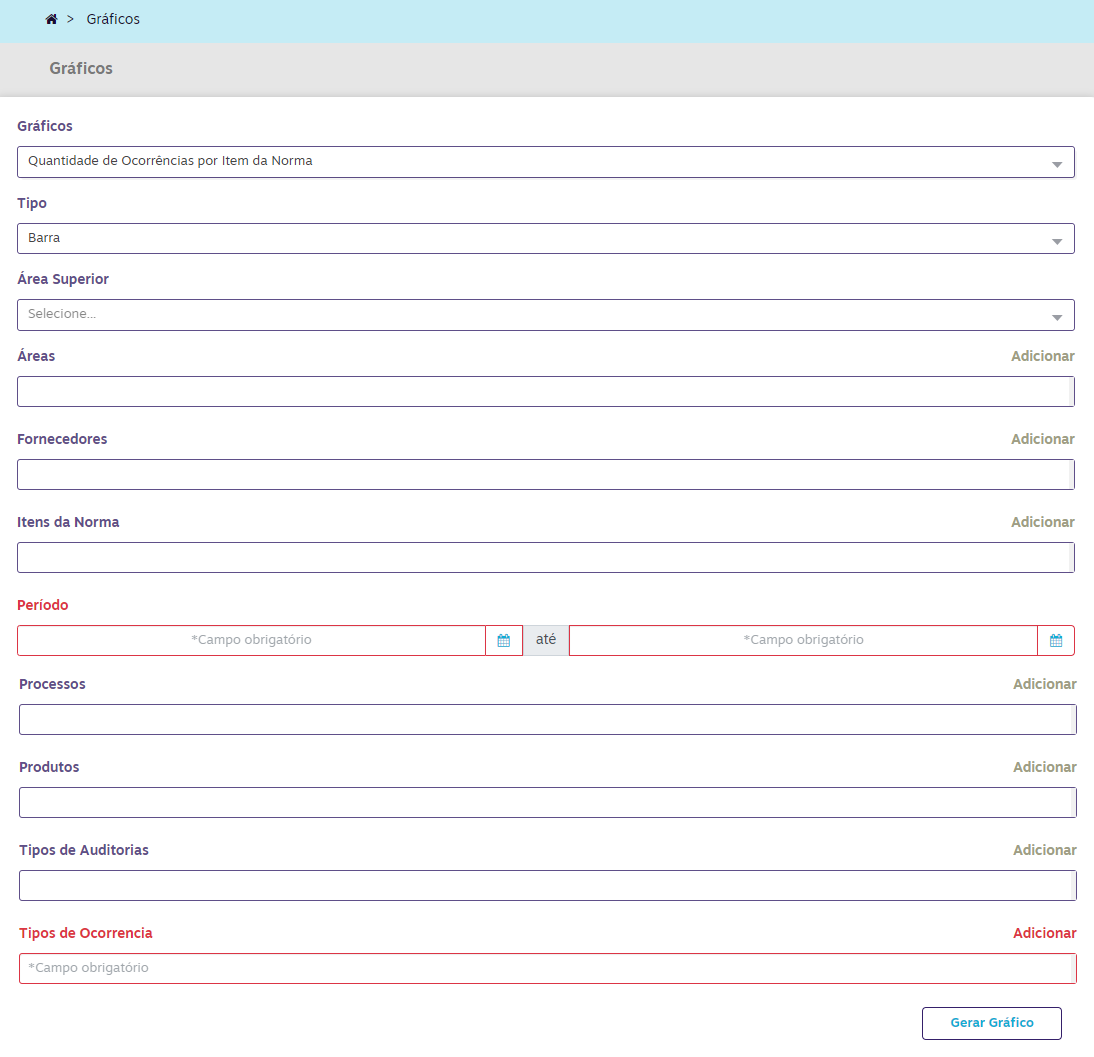 > Gráficos
Gráficos
Gráficos
Quantidade de Ocorrências por Item da Norma
Tipo
Barra
Área Superior
Selecione...
Áreas Adicionar
Fornecedores Adicionar
Itens da Norma Adicionar
Período
*Campo obrigatório até *Campo obrigatório
Processos Adicionar
Produtos Adicionar
Tipos de Auditorias Adicionar
Tipos de Ocorrencia Adicionar
*Campo obrigatório
Gerar Gráfico